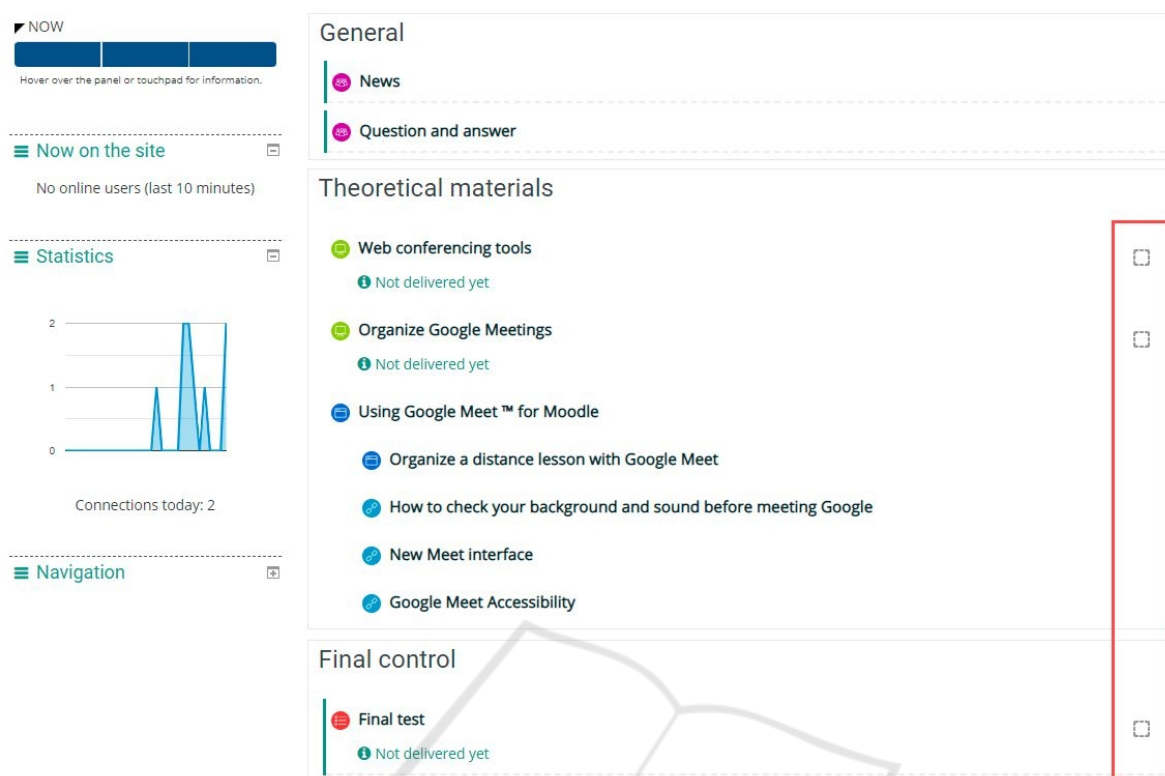 NOW
Hover over the panel or touchpad for information.
Now on the site
No online users (last 10 minutes)
Statistics
2
1
0
Connections today: 2
Navigation
General
News
Question and answer
Theoretical materials
Web conferencing tools
Not delivered yet
Organize Google Meetings
Not delivered yet
Using Google Meet ™ for Moodle
Organize a distance lesson with Google Meet
How to check your background and sound before meeting Google
New Meet interface
Google Meet Accessibility
Final control
Final test
Not delivered yet